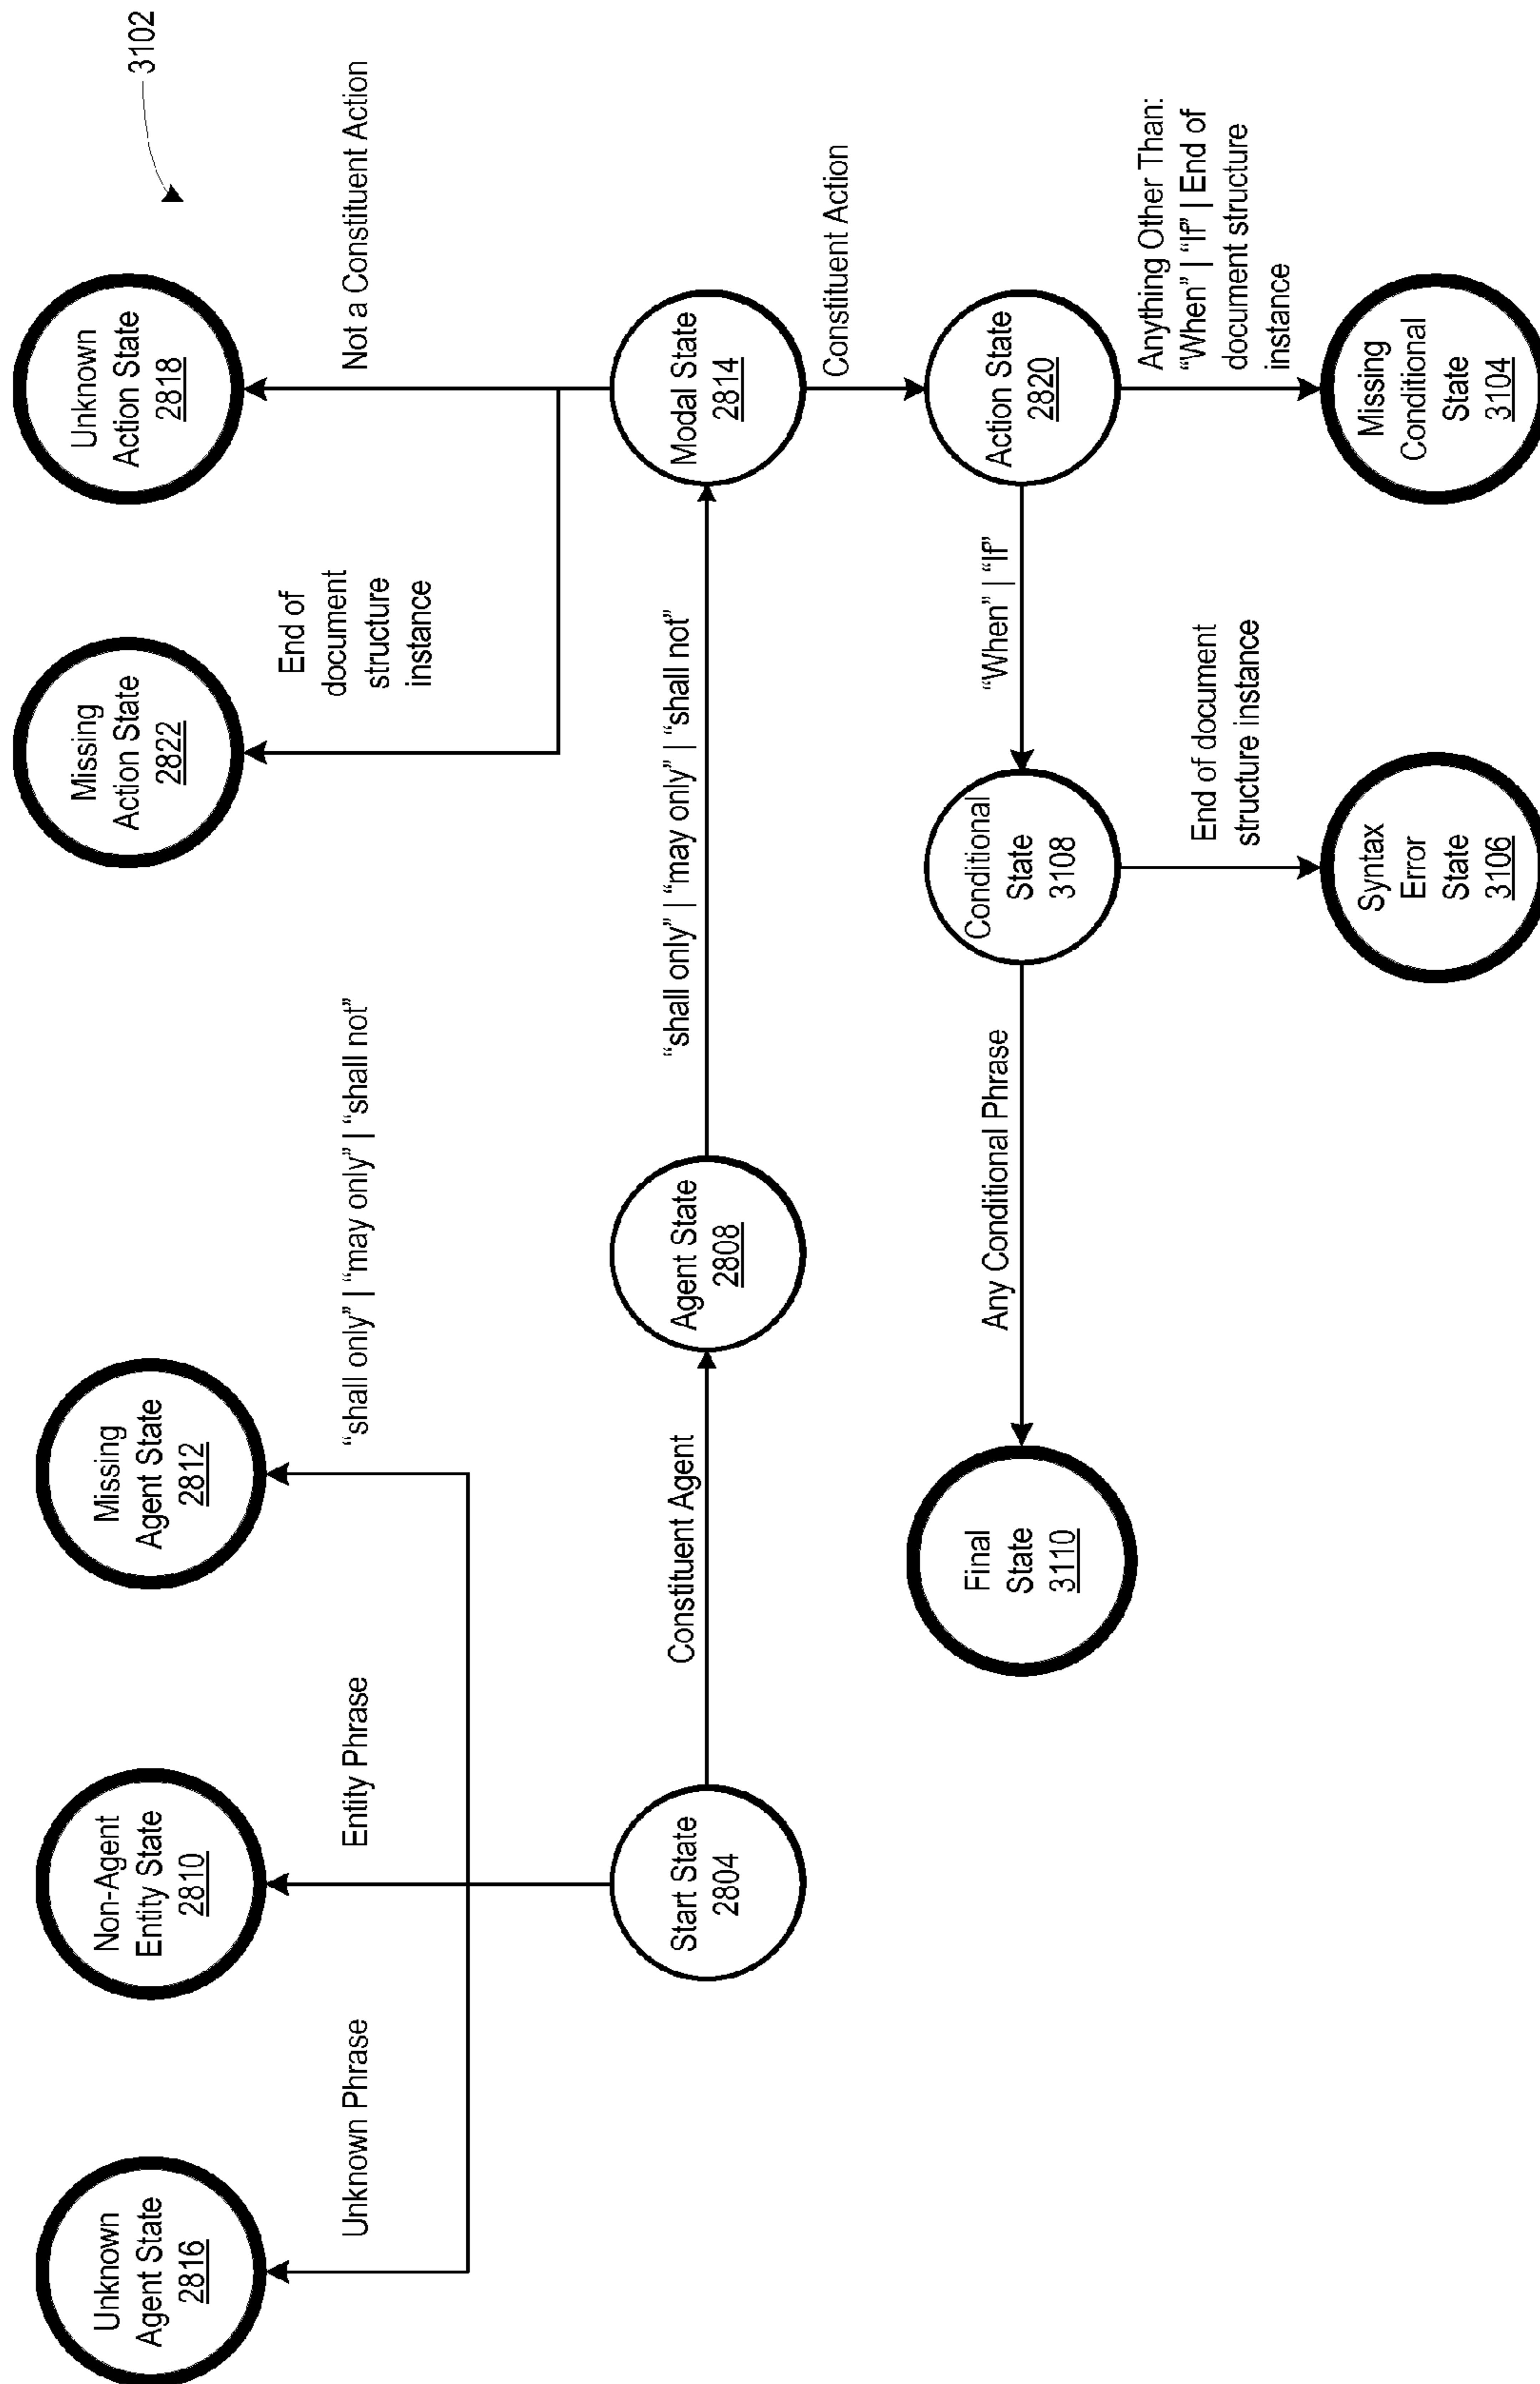 3102
Unknown
Agent State
2816
Non-Agent
Entity State
2810
Missing
Agent State
2812
Missing
Action State
2822
Unknown
Action State
2818
Unknown Phrase
Entity Phrase
“shall only” | “may only” | “shall not”
End of
document
structure
instance
Not a Constituent Action
Start State
2804
Constituent Agent
Agent State
2808
“shall only” | “may only” | “shall not”
Modal State
2814
Constituent Action
Final
State
3110
Any Conditional Phrase
Conditional
State
3108
“When” | “If”
Action State
2820
End of document
structure instance
Anything Other Than:
“When” | “If” | End of
document structure
instance
Syntax
Error
State
3106
Missing
Conditional
State
3104